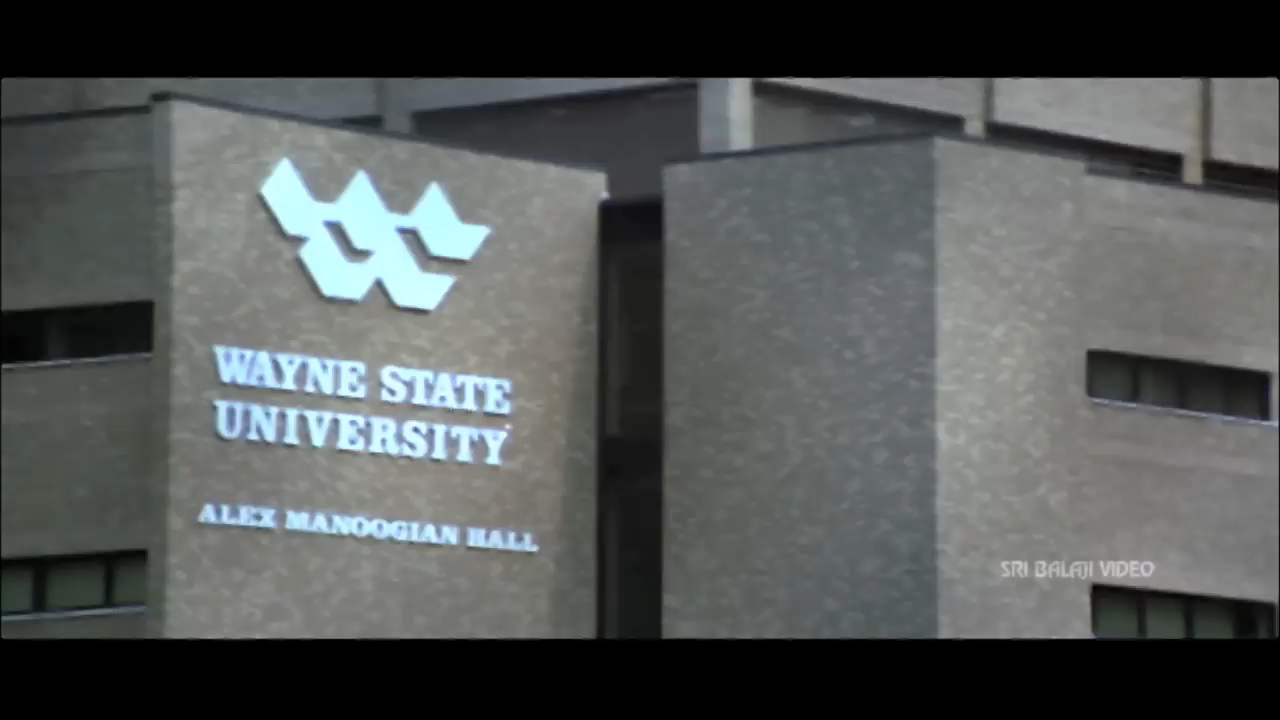 WAYNE STATE
UNIVERSITY
ALEX MANOOGIAN HALL
SRI BALAJI VIDEO